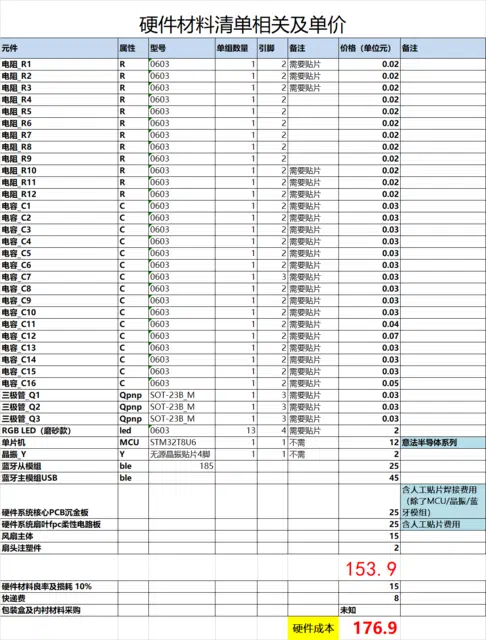 硬件材料清单相关及单价
元件 属性 型号 单组数量 引脚 备注 价格（单位元） 备注
电阻_R1 R 0603 1 2 需要贴片 0.02
电阻_R2 R 0603 1 2 需要贴片 0.02
电阻_R3 R 0603 1 2 需要贴片 0.02
电阻_R4 R 0603 1 2 0.02
电阻_R5 R 0603 1 2 0.02
电阻_R6 R 0603 1 2 0.02
电阻_R7 R 0603 1 2 0.02
电阻_R8 R 0603 1 2 0.02
电阻_R9 R 0603 1 2 0.02
电阻_R10 R 0603 1 2 需要贴片 0.02
电阻_R11 R 0603 1 2 需要贴片 0.02
电阻_R12 R 0603 1 2 需要贴片 0.02
电容_C1 C 0603 1 2 需要贴片 0.03
电容_C2 C 0603 1 2 需要贴片 0.03
电容_C3 C 0603 1 2 需要贴片 0.03
电容_C4 C 0603 1 2 需要贴片 0.03
电容_C5 C 0603 1 2 需要贴片 0.03
电容_C6 C 0603 1 2 需要贴片 0.03
电容_C7 C 0603 1 3 需要贴片 0.03
电容_C8 C 0603 1 2 需要贴片 0.03
电容_C9 C 0603 1 2 需要贴片 0.03
电容_C10 C 0603 1 2 需要贴片 0.03
电容_C11 C 0603 1 2 需要贴片 0.04
电容_C12 C 0603 1 2 需要贴片 0.07
电容_C13 C 0603 1 2 需要贴片 0.03
电容_C14 C 0603 1 2 需要贴片 0.03
电容_C15 C 0603 1 2 需要贴片 0.03
电容_C16 C 0603 1 2 需要贴片 0.05
三极管_Q1 Qpnp SOT-23B_M 1 3 需要贴片 0.03
三极管_Q2 Qpnp SOT-23B_M 1 3 需要贴片 0.03
三极管_Q3 Qpnp SOT-23B_M 1 3 需要贴片 0.03
RGB LED（磨砂款） led 0603 13 4 需要贴片 2
单片机 MCU STM32T8U6 1 1 不需 12 意法半导体系列
晶振_Y Y 无源晶振贴片4脚 1 1 不需 2
蓝牙从模组 ble 185 25
蓝牙主模组USB ble 45
硬件系统核心PCB沉金板 25 含人工贴片焊接费用（除了MCU/晶振/蓝牙模组）
硬件系统扇叶fpc柔性电路板 25 含人工贴片费用
风扇主体 15
扇头注塑件 2
153.9
硬件材料良率及损耗 10% 15
快递费 8
包装盒及内衬材料采购 未知
硬件成本 176.9